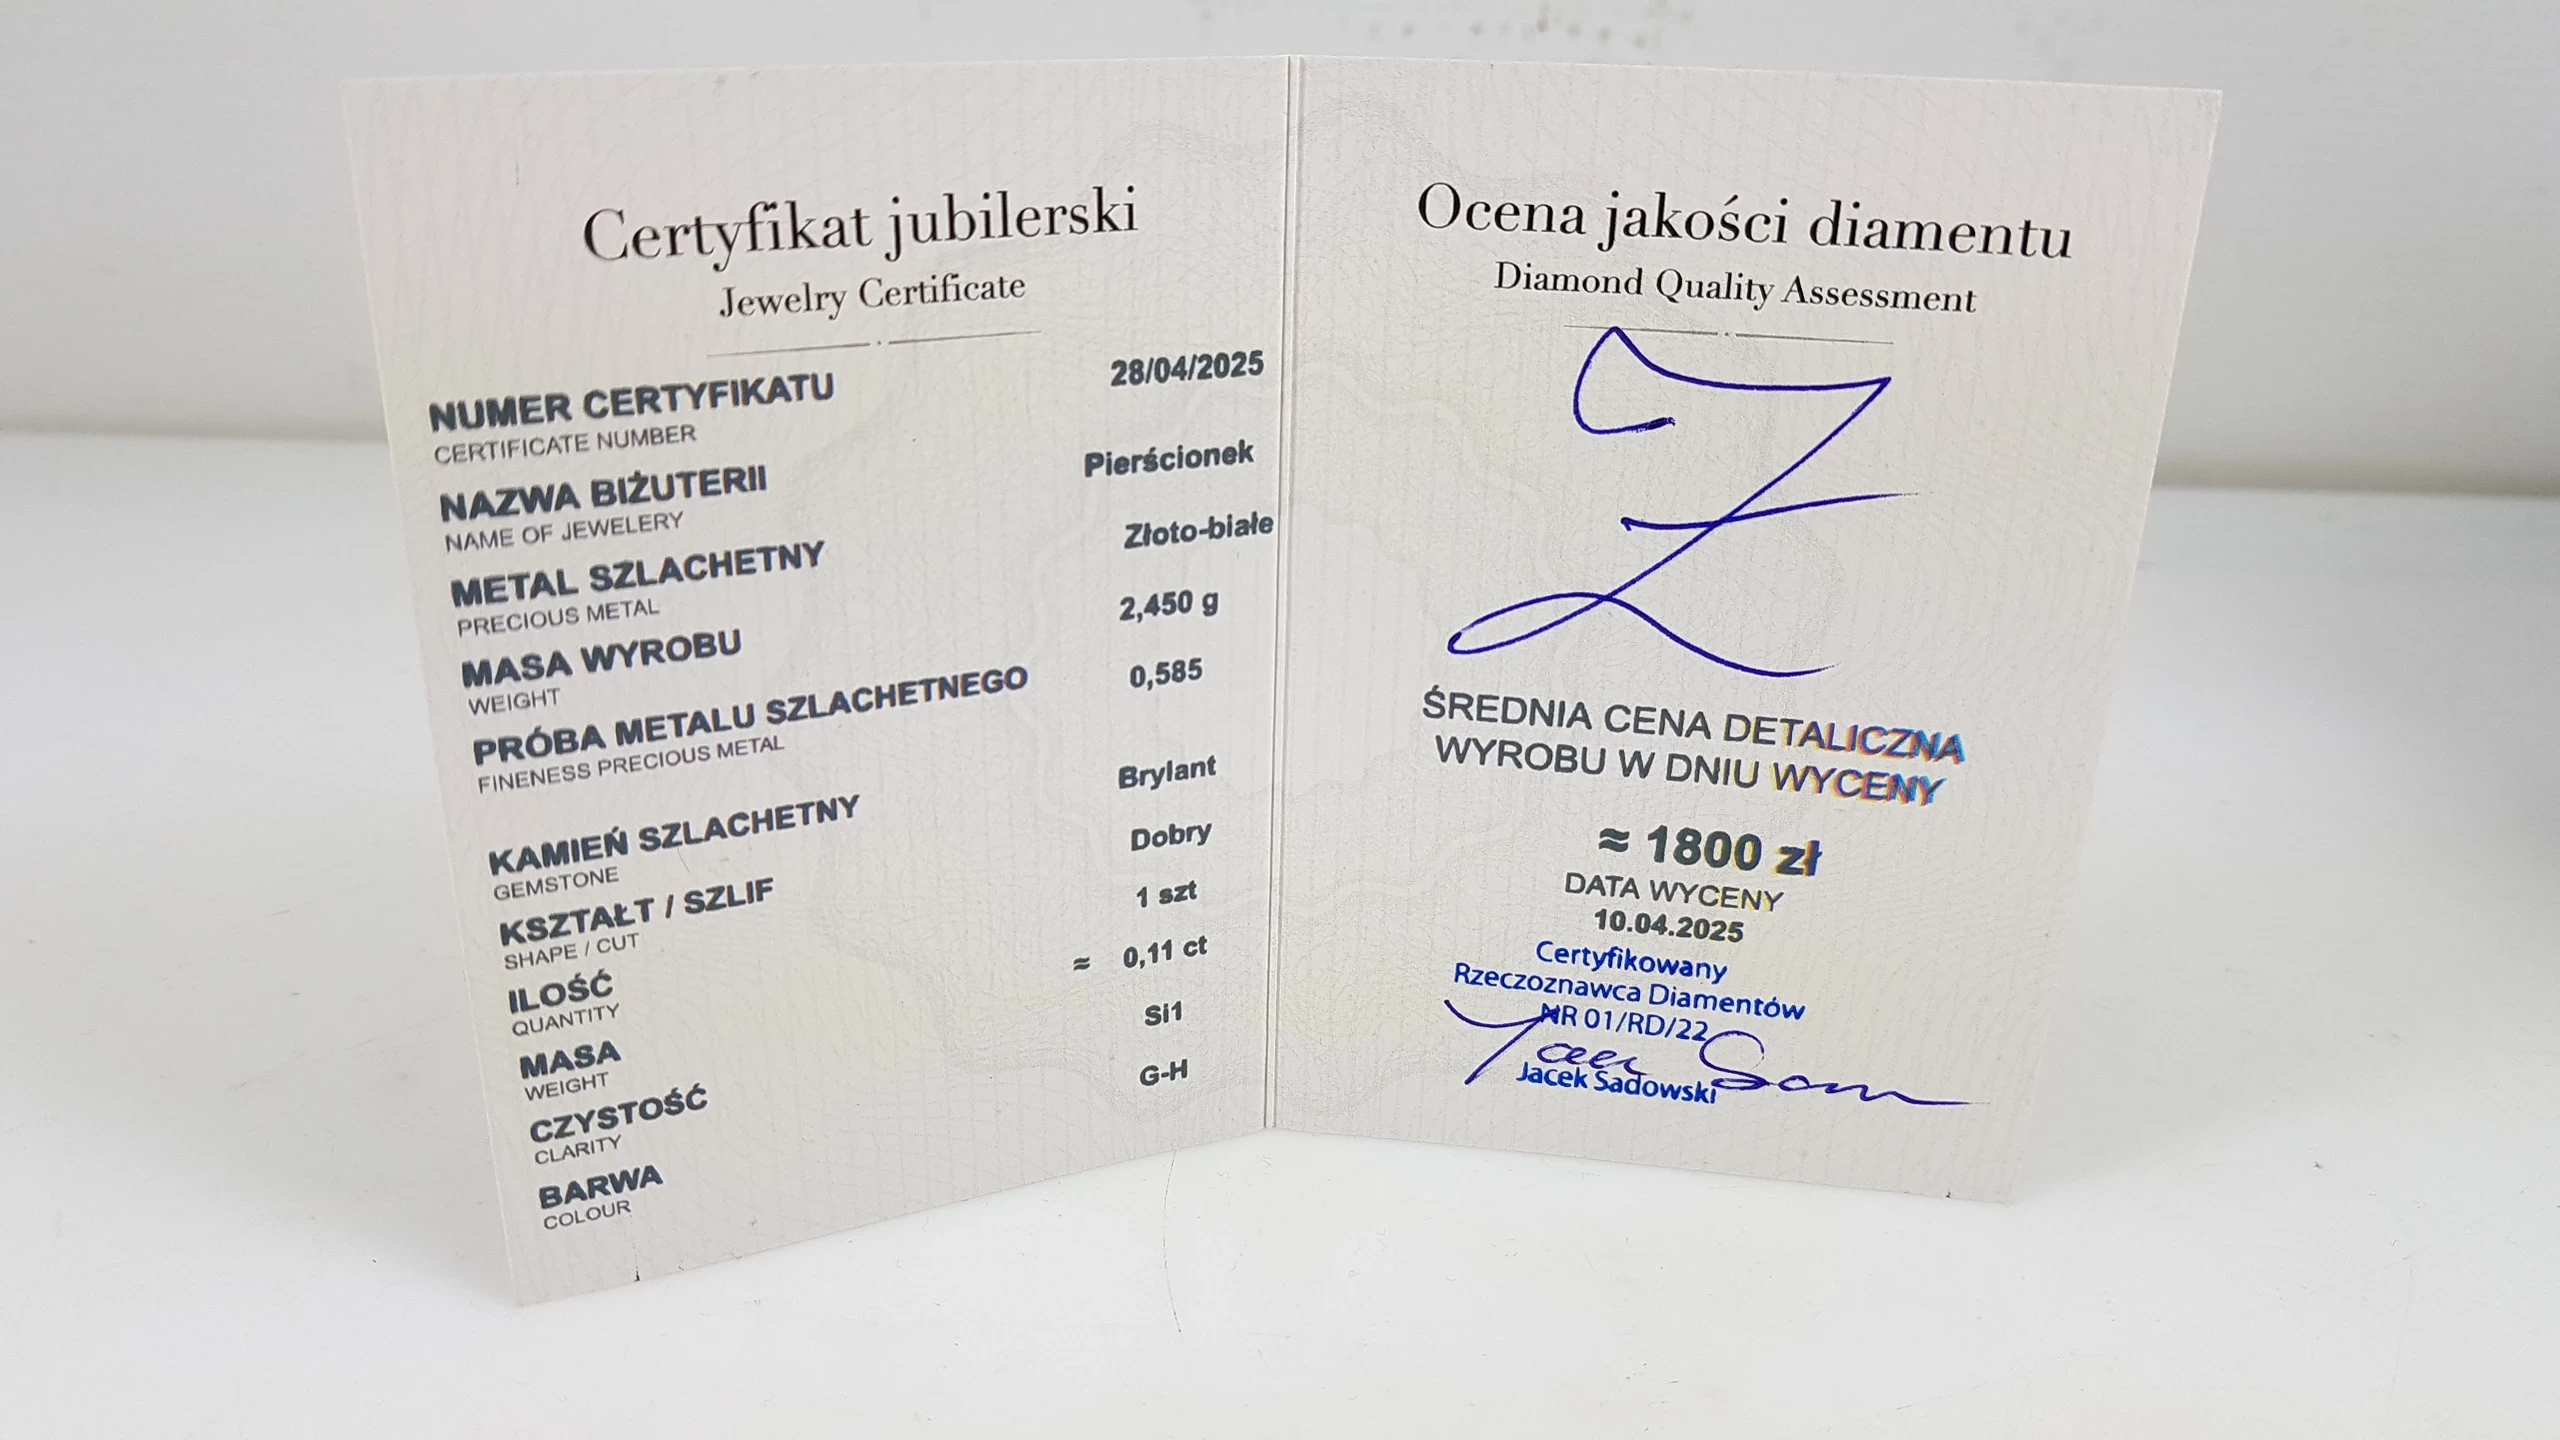 Certyfikat jubilerski
Jewelry Certificate
NUMER CERTYFIKATU 28/04/2025
CERTIFICATE NUMBER
NAZWA BIŻUTERII Pierścionek
NAME OF JEWELERY
METAL SZLACHETNY Złoto-białe
PRECIOUS METAL
MASA WYROBU 2,450 g
WEIGHT
PRÓBA METALU SZLACHETNEGO 0,585
FINENESS PRECIOUS METAL
KAMIEŃ SZLACHETNY Brylant
GEMSTONE
KSZTAŁT / SZLIF Dobry
SHAPE / CUT
ILOŚĆ 1 szt
QUANTITY
MASA ≈ 0,11 ct
WEIGHT
CZYSTOŚĆ Si1
CLARITY
BARWA G-H
COLOUR
Ocena jakości diamentu
Diamond Quality Assessment
ŚREDNIA CENA DETALICZNA
WYROBU W DNIU WYCENY
≈ 1800 zł
DATA WYCENY
10.04.2025
Certyfikowany
Rzeczoznawca Diamentów
NR 01/RD/22
Jacek Sadowski